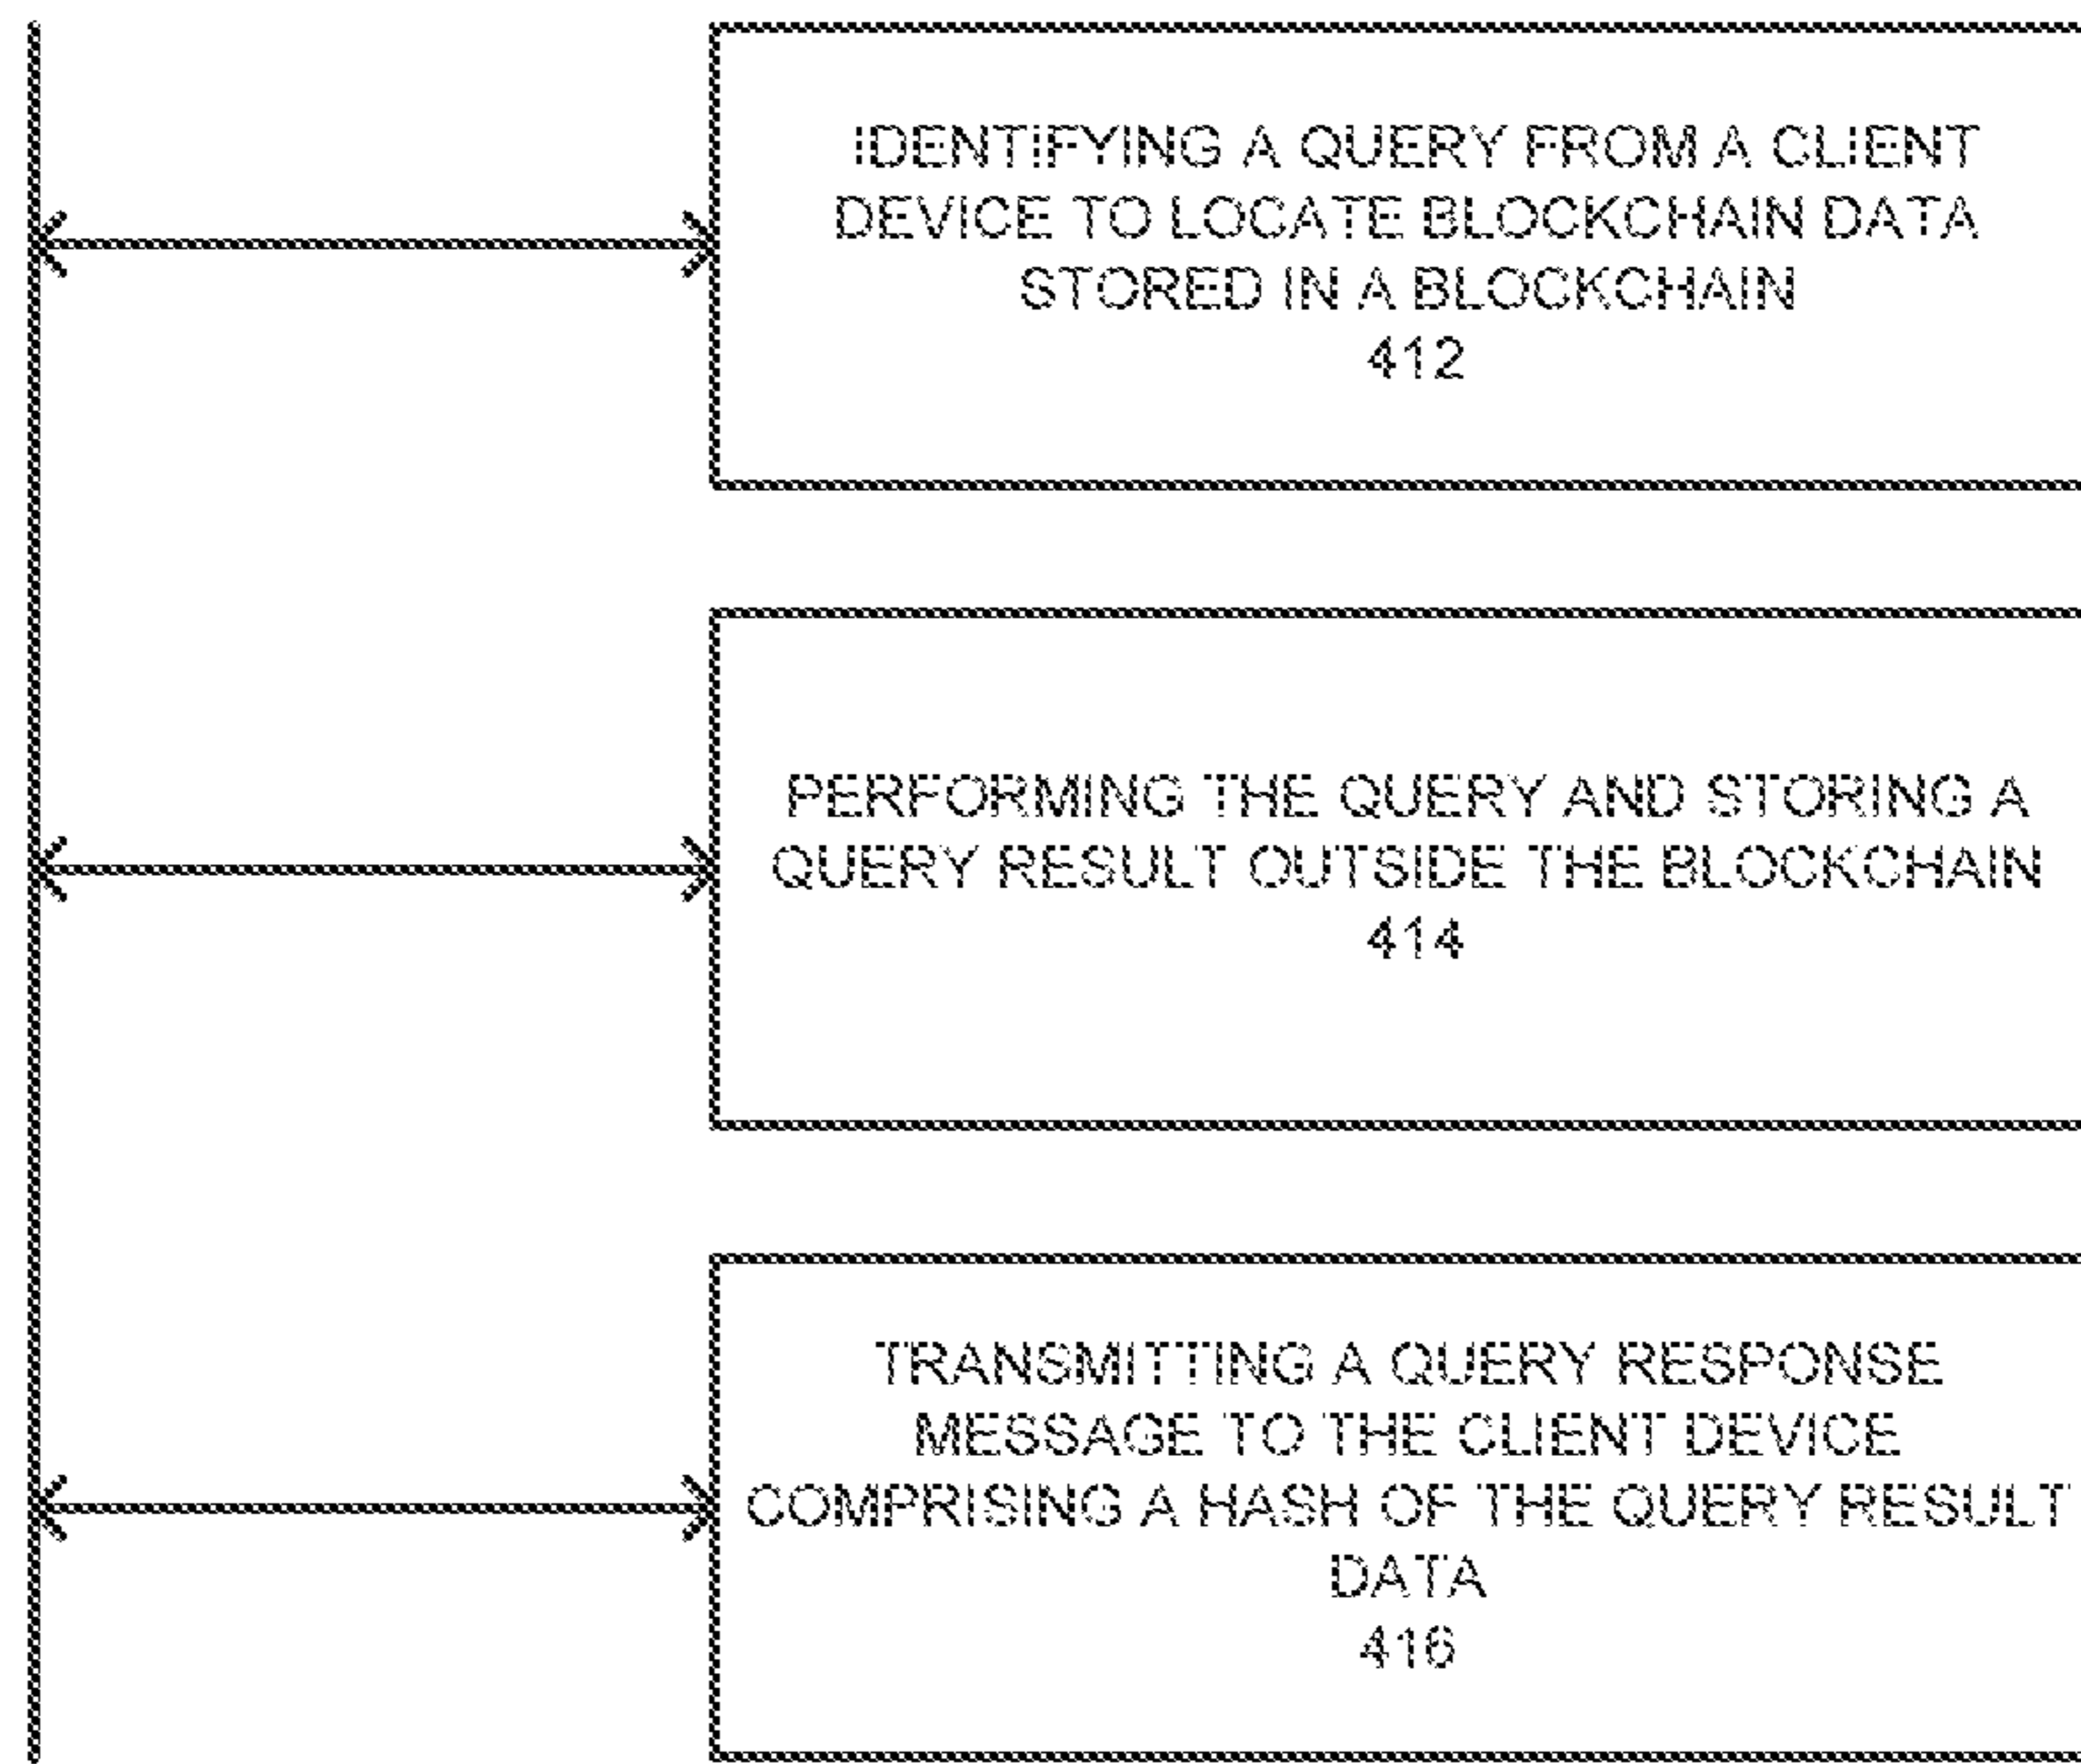 IDENTIFYING A QUERY FROM A CLIENT
DEVICE TO LOCATE BLOCKCHAIN DATA
STORED IN A BLOCKCHAIN
412
PERFORMING THE QUERY AND STORING A
QUERY RESULT OUTSIDE THE BLOCKCHAIN
414
TRANSMITTING A QUERY RESPONSE
MESSAGE TO THE CLIENT DEVICE
COMPRISING A HASH OF THE QUERY RESULT
DATA
416